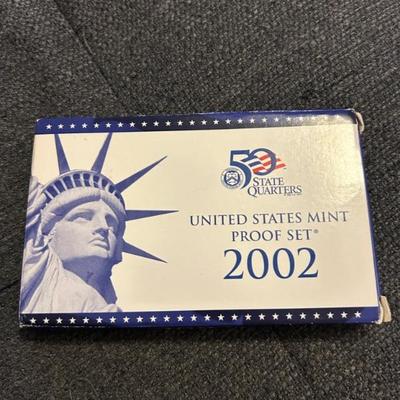 50
STATE
QUARTERS
UNITED STATES MINT
PROOF SET®
2002